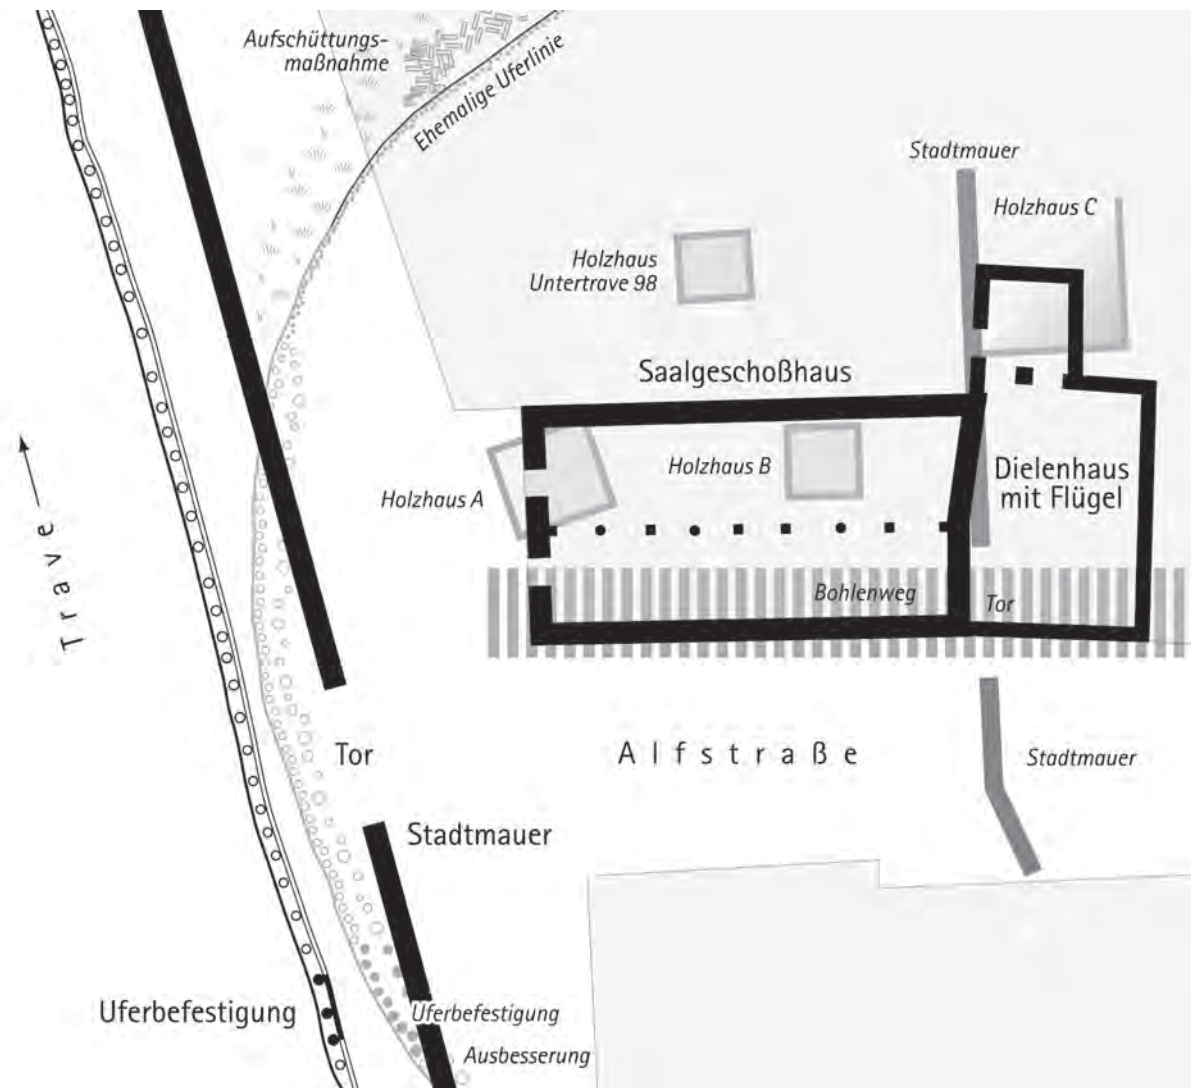 Aufschüttungs-
maßnahme
Ehemalige Uferlinie
Stadtmauer
Holzhaus C
Holzhaus
Untertrave 98
Saalgeschoßhaus
Holzhaus B
Dielenhaus
mit Flügel
Holzhaus A
Trave
Bohlenweg
Tor
Tor
Alfstraße
Stadtmauer
Stadtmauer
Uferbefestigung
Uferbefestigung
Ausbesserung